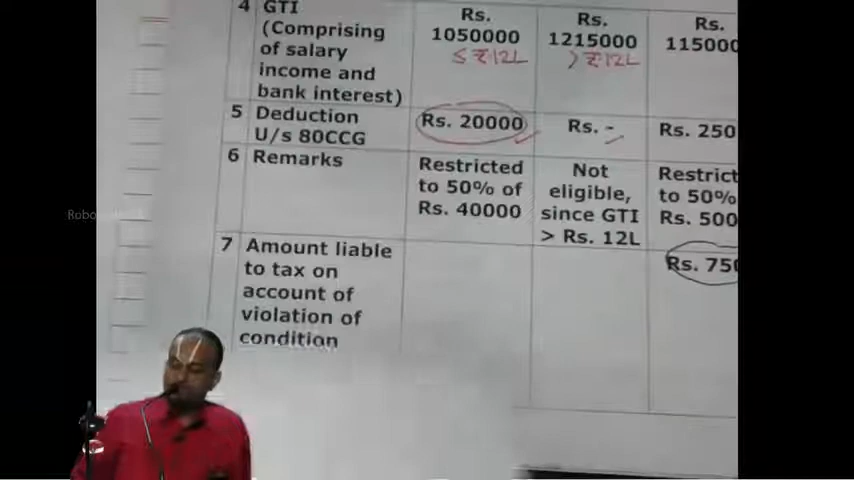 4 GTI (Comprising of salary income and bank interest) Rs. 1050000 Rs. 1215000 Rs. 115000
≤ ₹12L > ₹12L
5 Deduction U/s 80CCG Rs. 20000 Rs. - Rs. 250
6 Remarks Restricted to 50% of Rs. 40000 Not eligible, since GTI > Rs. 12L Restrict to 50% Rs. 500
7 Amount liable to tax on account of violation of condition Rs. 750